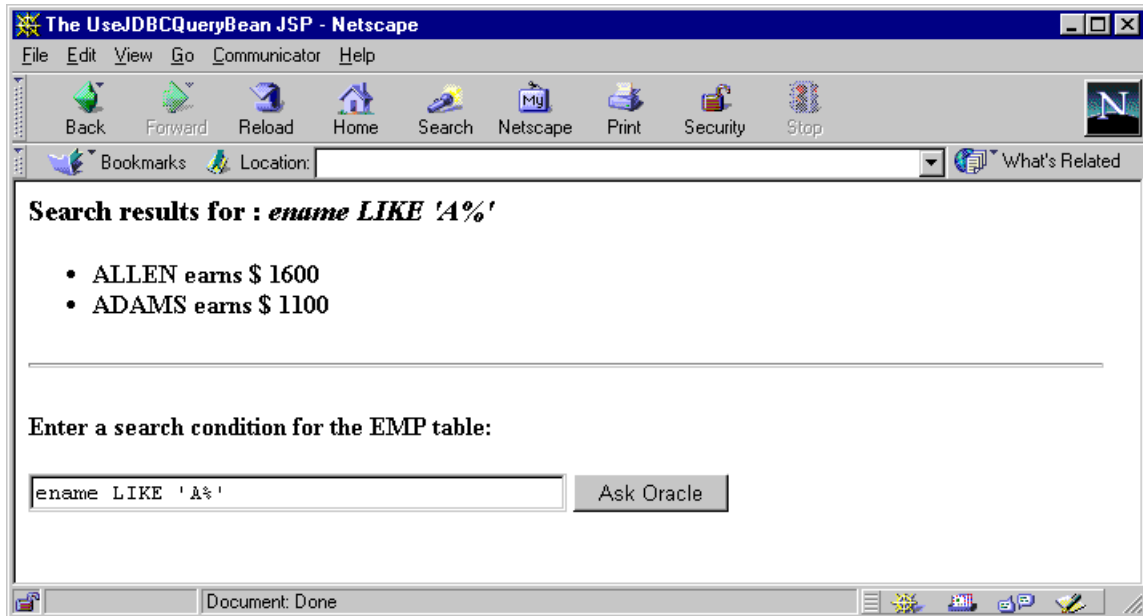 The UseJDBCQueryBean JSP - Netscape
File Edit View Go Communicator Help
My
N
Back Forward Reload Home Search Netscape Print Security Stop
Bookmarks Location: What's Related
Search results for : ename LIKE 'A%'
• ALLEN earns $ 1600
• ADAMS earns $ 1100
Enter a search condition for the EMP table:
ename LIKE 'A%'
Ask Oracle
Document: Done